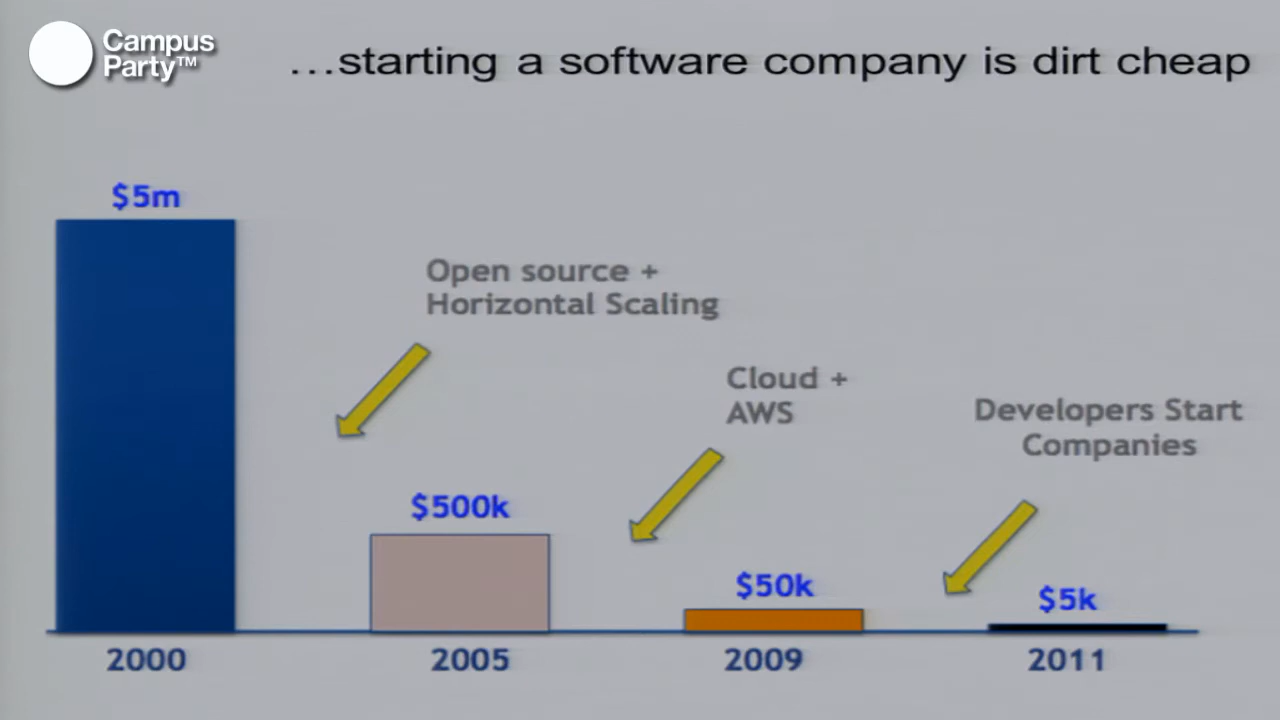 Campus
Party™
...starting a software company is dirt cheap
$5m
Open source +
Horizontal Scaling
Cloud +
AWS
Developers Start
Companies
$500k
$50k
$5k
2000
2005
2009
2011